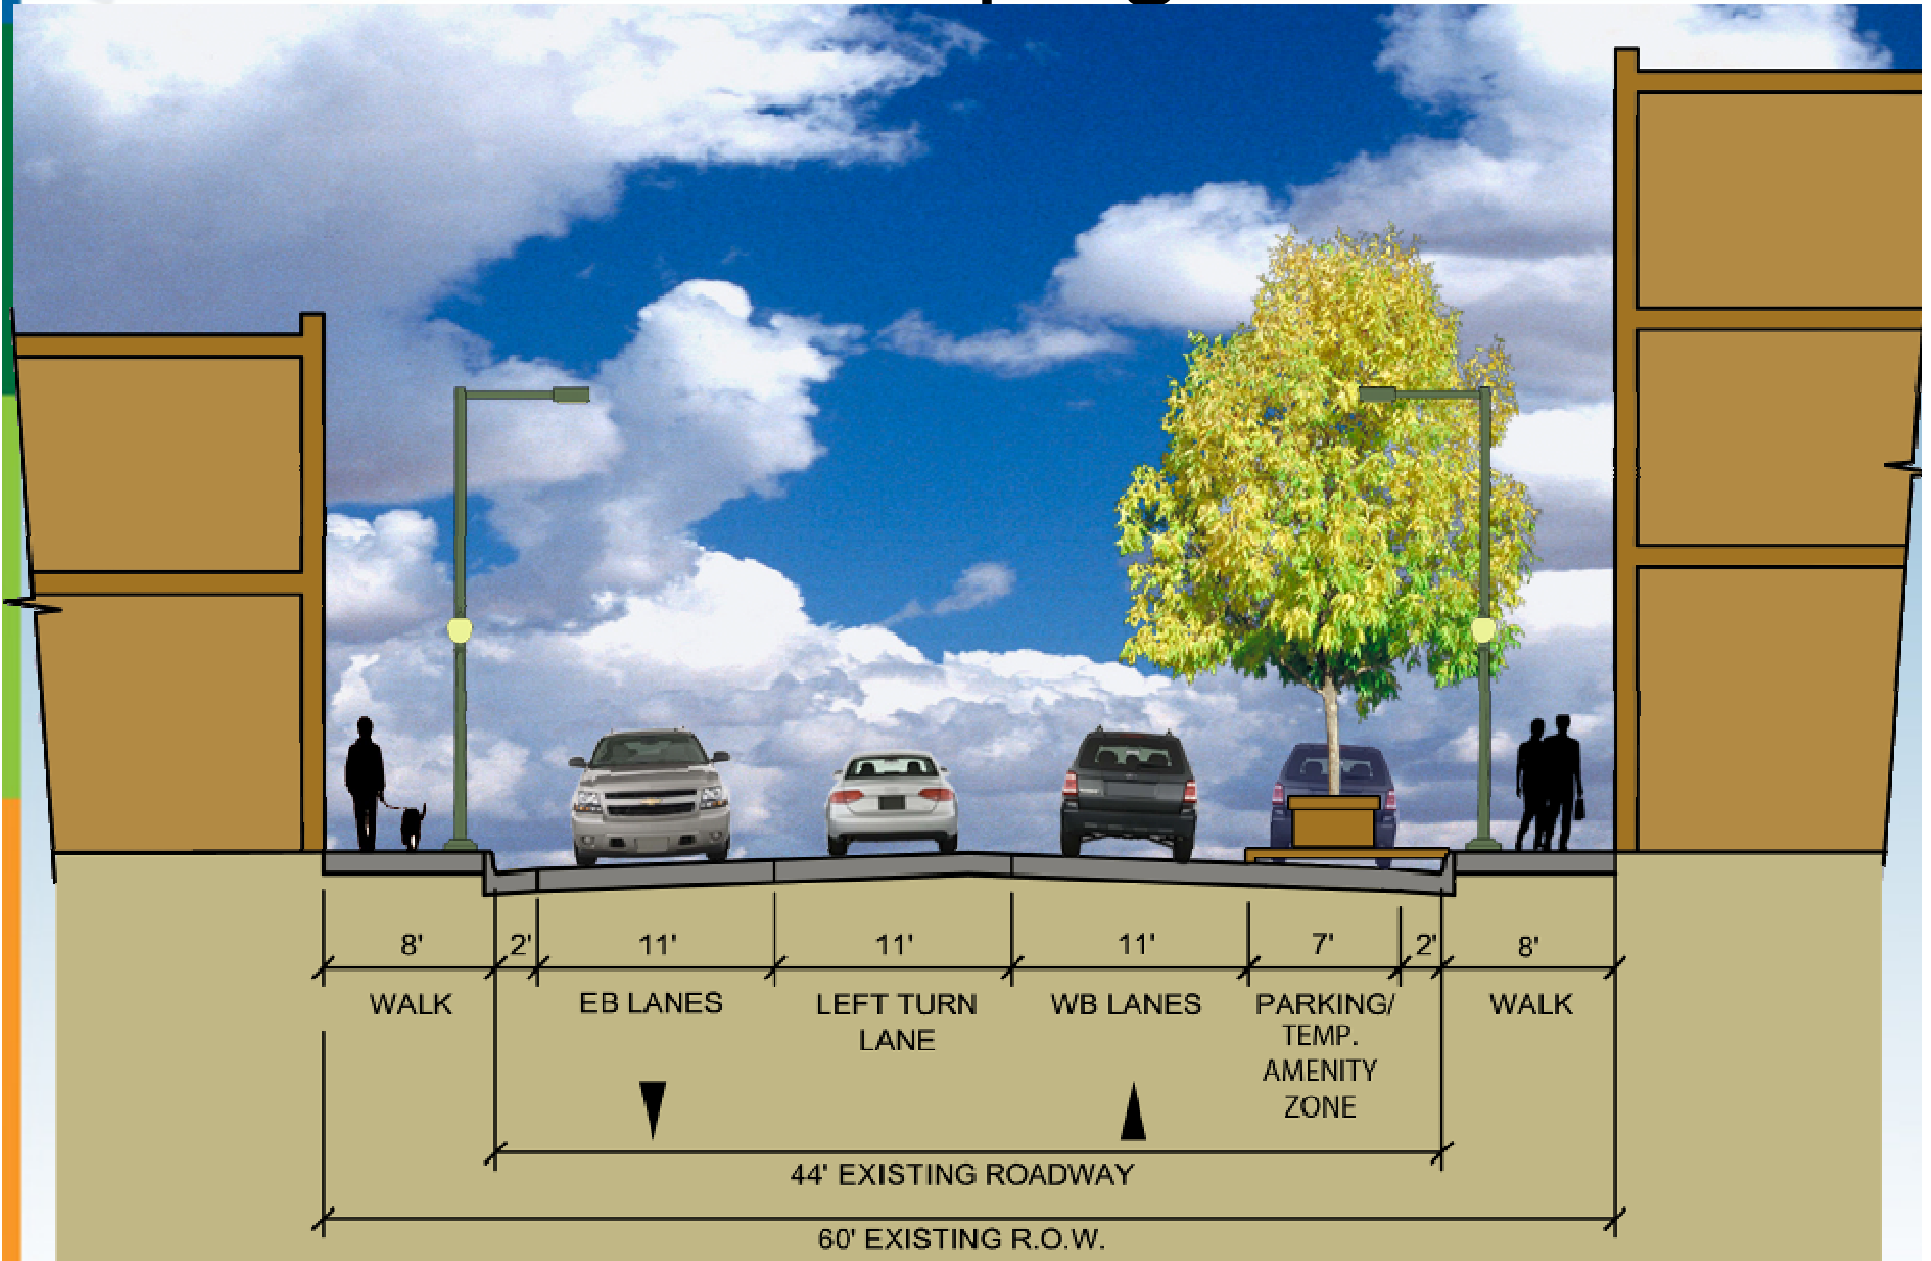 8' 2' 11' 11' 11' 7' 2' 8'
WALK EB LANES LEFT TURN WB LANES PARKING/ WALK
LANE TEMP.
AMENITY
ZONE
44' EXISTING ROADWAY
60' EXISTING R.O.W.